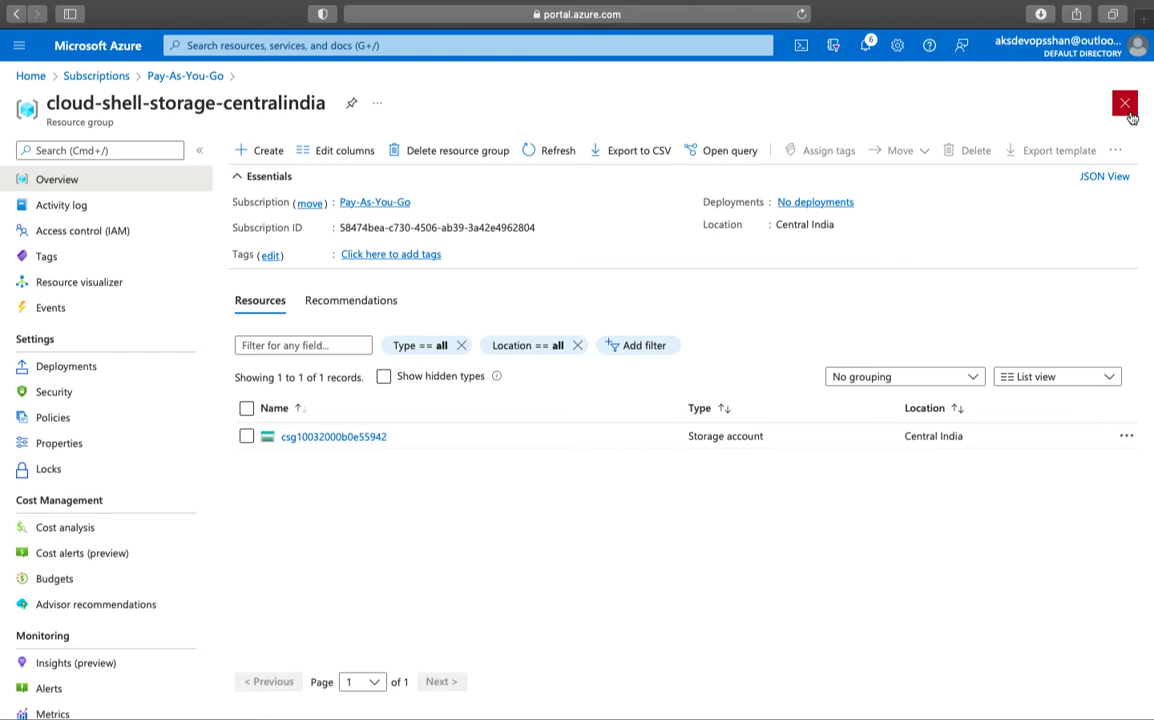 portal.azure.com
Microsoft Azure
Search resources, services, and docs (G+/)
6
aksdevopsshan@outloo...
DEFAULT DIRECTORY
Home > Subscriptions > Pay-As-You-Go >
cloud-shell-storage-centralindia
Resource group
Search (Cmd+/)
Overview
Activity log
Access control (IAM)
Tags
Resource visualizer
Events
Settings
Deployments
Security
Policies
Properties
Locks
Cost Management
Cost analysis
Cost alerts (preview)
Budgets
Advisor recommendations
Monitoring
Insights (preview)
Alerts
Metrics
Create Edit columns Delete resource group Refresh Export to CSV Open query Assign tags Move Delete Export template
Essentials
JSON View
Subscription (move) : Pay-As-You-Go
Deployments : No deployments
Subscription ID : 58474bea-c730-4506-ab39-3a42e4962804
Location : Central India
Tags (edit) : Click here to add tags
Resources Recommendations
Filter for any field... Type == all Location == all Add filter
Showing 1 to 1 of 1 records. Show hidden types No grouping List view
Name Type Location
csg10032000b0e55942 Storage account Central India
< Previous Page 1 of 1 Next >